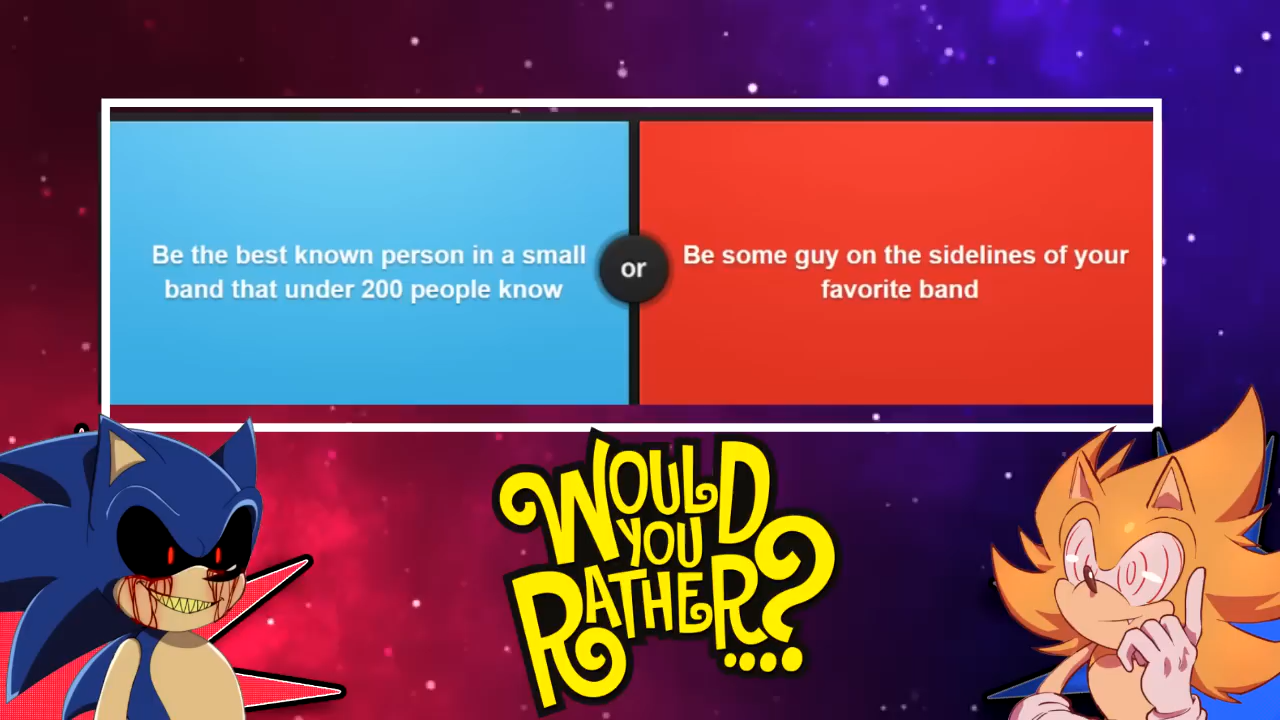 Be the best known person in a small
band that under 200 people know
or
Be some guy on the sidelines of your
favorite band
WOULD
YOU
RATHER...?